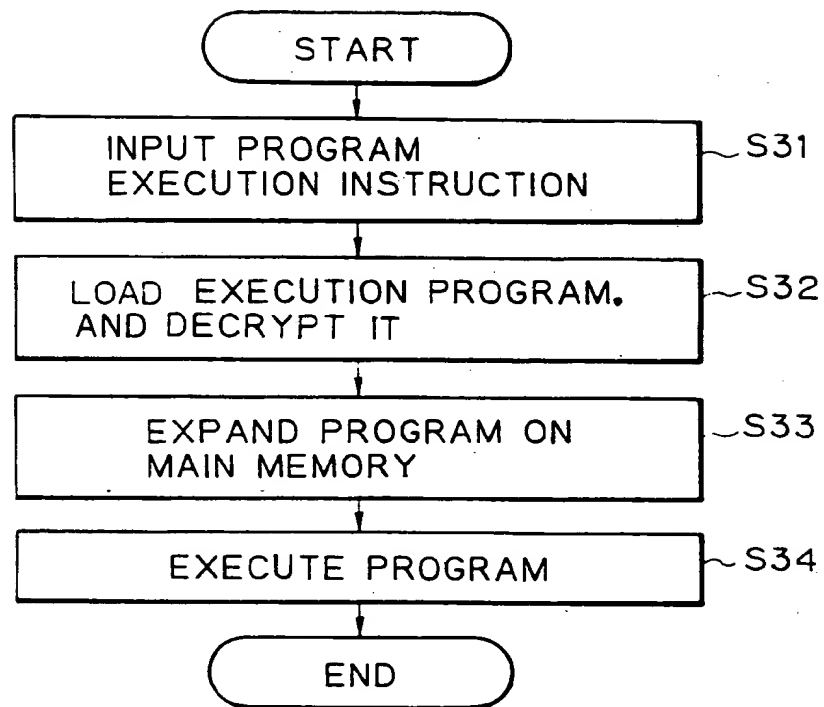 START
INPUT PROGRAM
EXECUTION INSTRUCTION
S31
LOAD EXECUTION PROGRAM.
AND DECRYPT IT
S32
EXPAND PROGRAM ON
MAIN MEMORY
S33
EXECUTE PROGRAM
S34
END